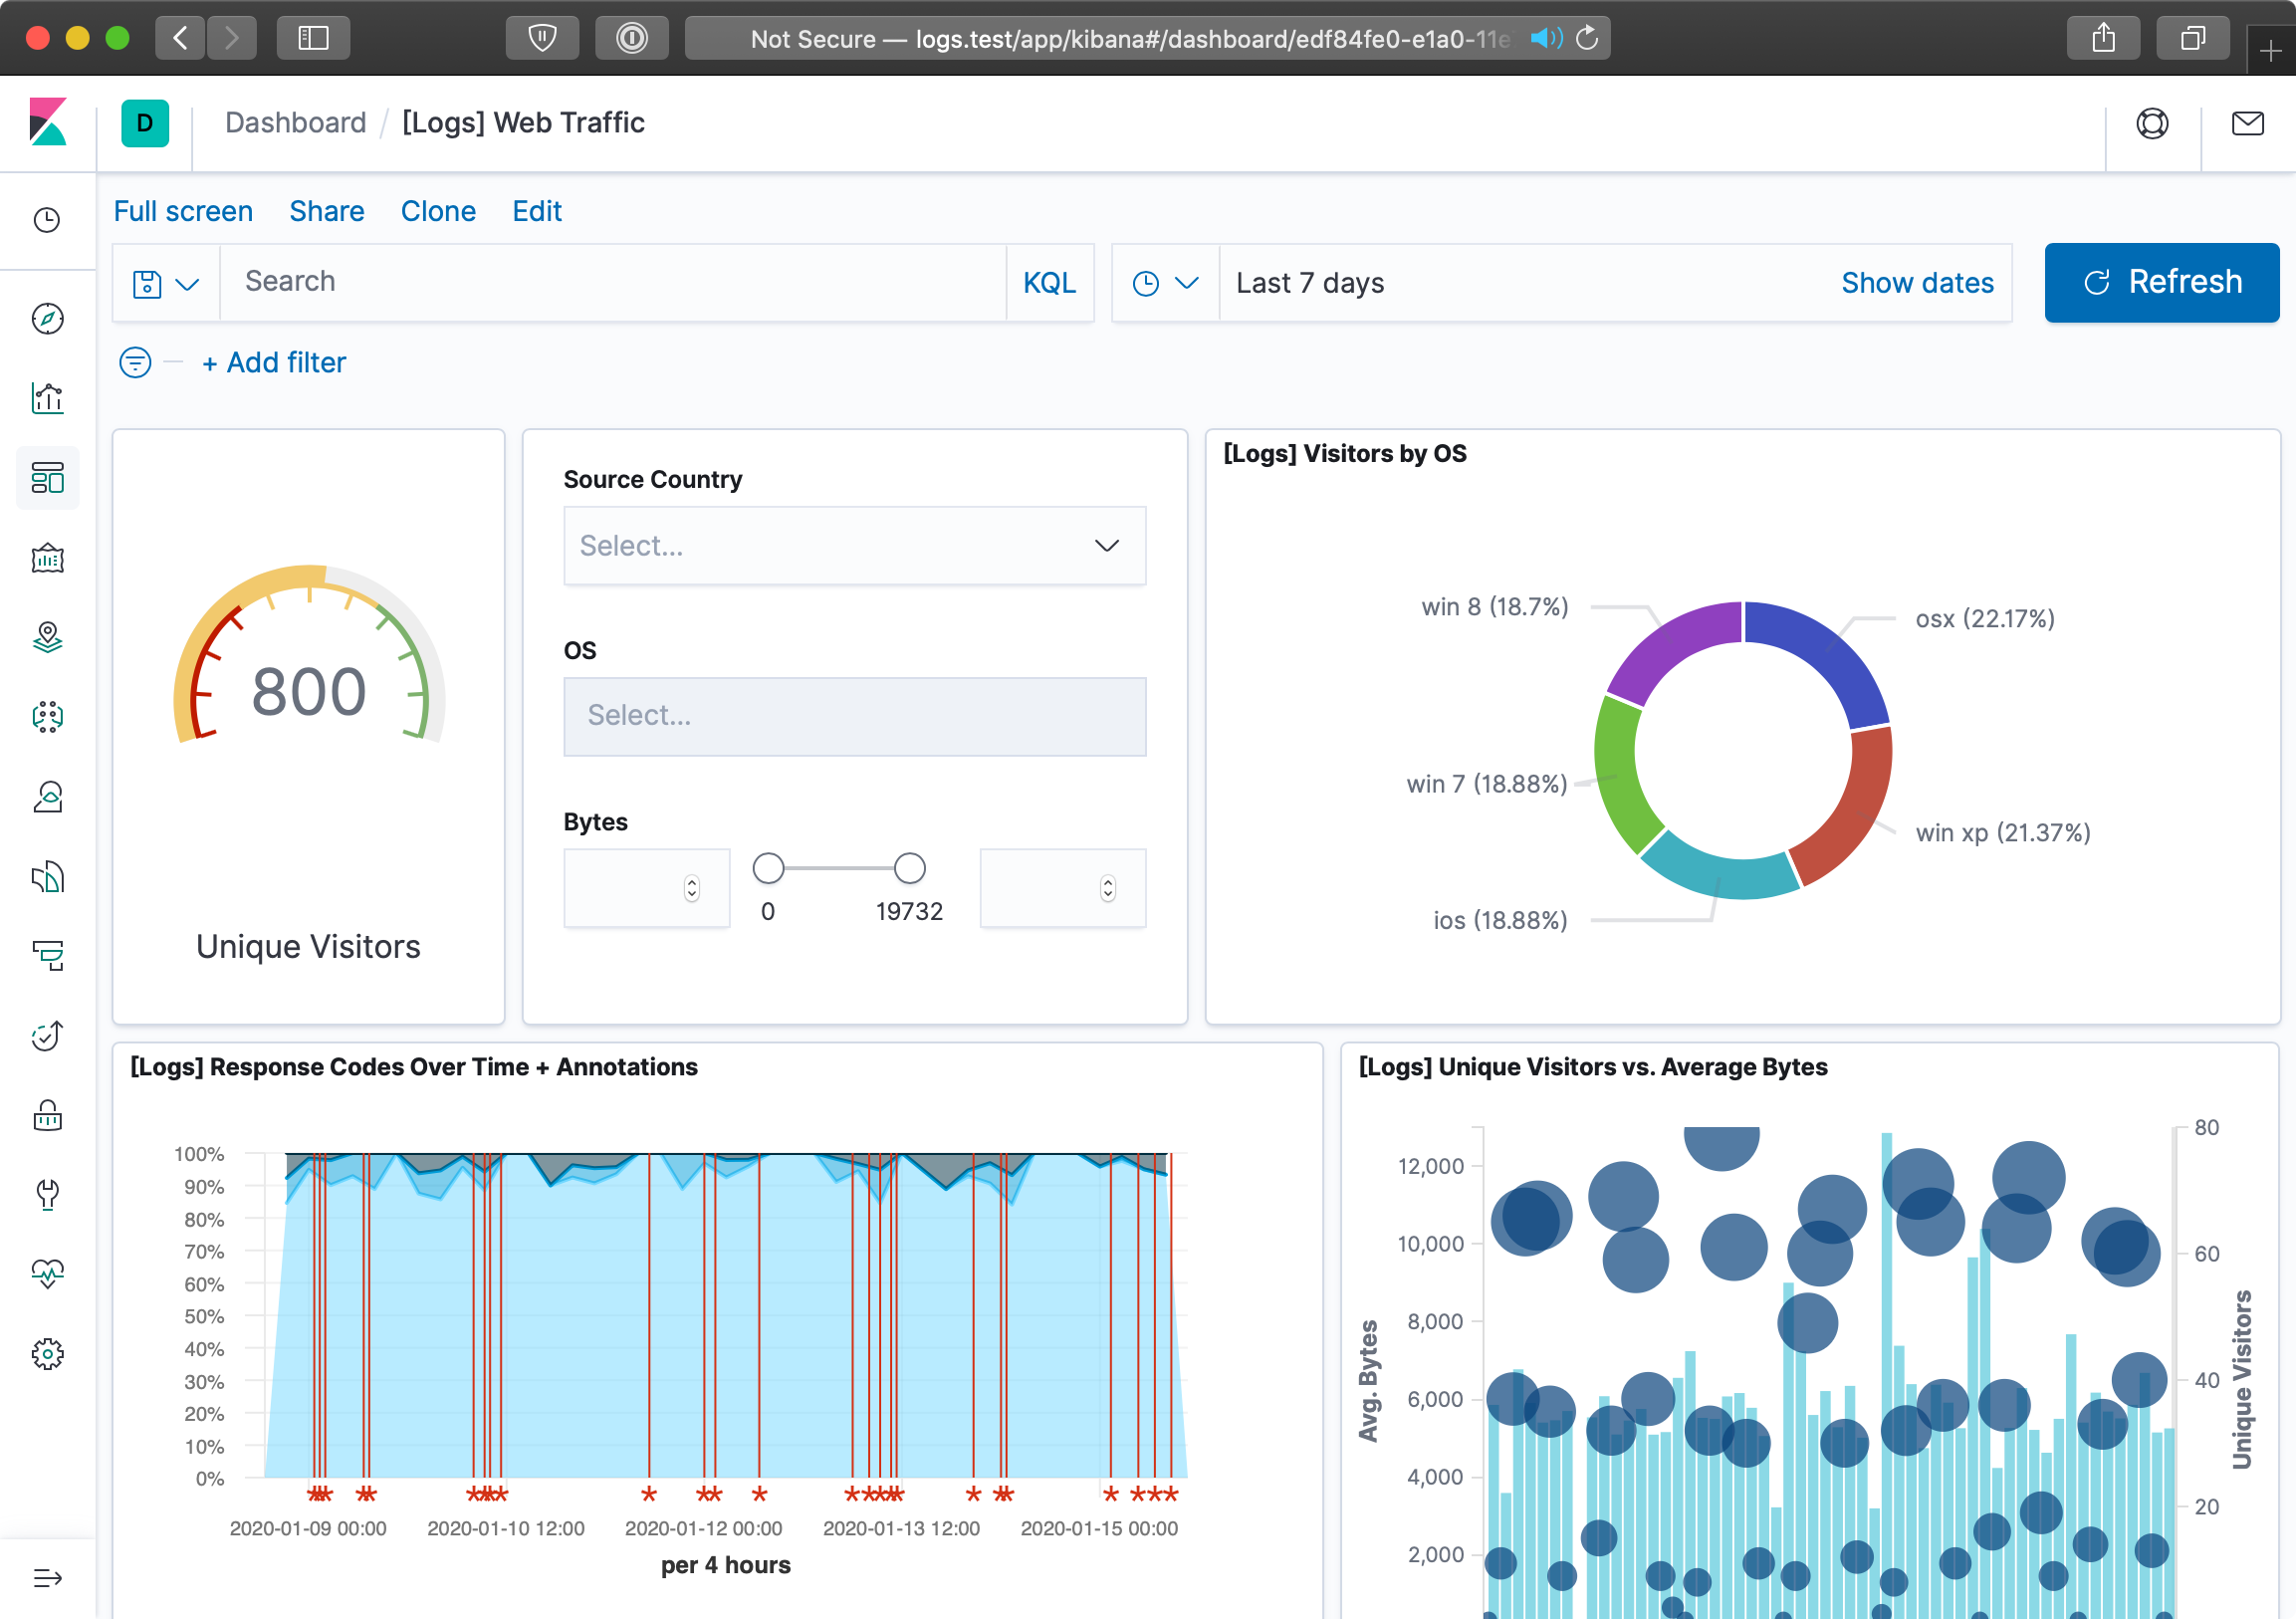 Not Secure — logs.test/app/kibana#/dashboard/edf84fe0-e1a0-11e
D
Dashboard / [Logs] Web Traffic
Full screen Share Clone Edit
Search KQL Last 7 days Show dates Refresh
+ Add filter
800
Unique Visitors
Source Country
Select...
OS
Select...
Bytes
0 19732
[Logs] Visitors by OS
win 8 (18.7%)
osx (22.17%)
win 7 (18.88%)
win xp (21.37%)
ios (18.88%)
[Logs] Response Codes Over Time + Annotations
100%
90%
80%
70%
60%
50%
40%
30%
20%
10%
0%
2020-01-09 00:00 2020-01-10 12:00 2020-01-12 00:00 2020-01-13 12:00 2020-01-15 00:00
per 4 hours
[Logs] Unique Visitors vs. Average Bytes
Avg. Bytes
12,000
10,000
8,000
6,000
4,000
2,000
80
60
40
20
Unique Visitors